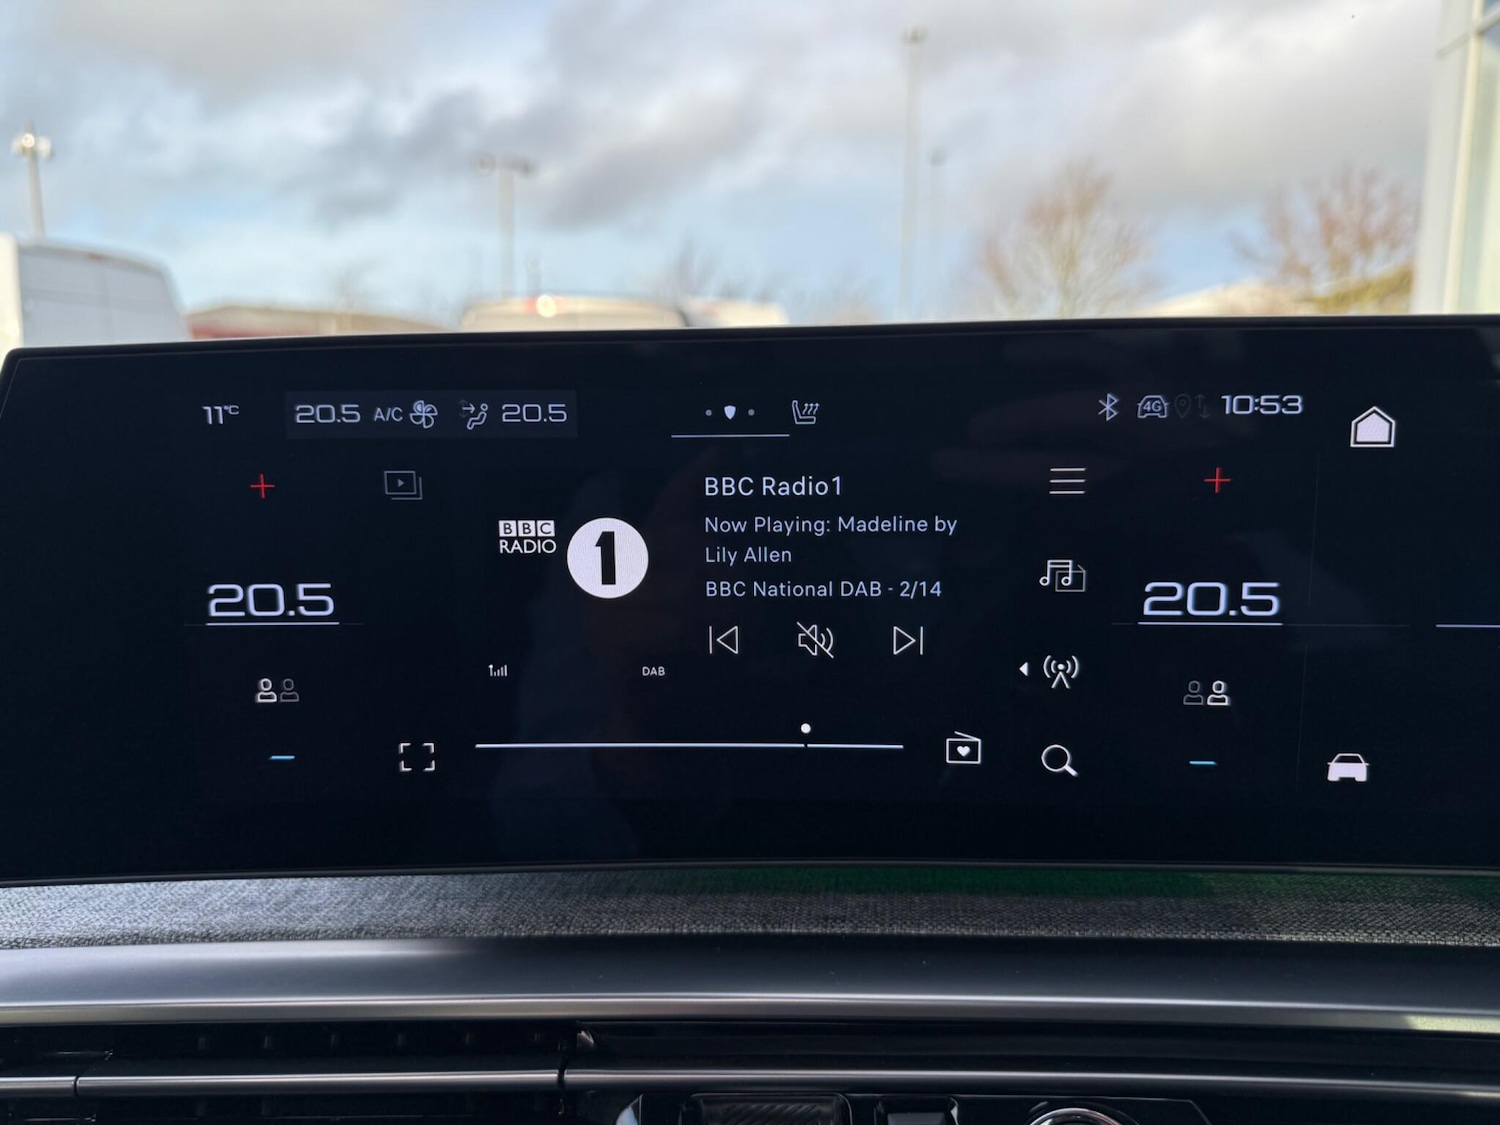 11°C
20.5 A/C 20.5
4G
10:53
BBC Radio1
BBC
RADIO
1
Now Playing: Madeline by
Lily Allen
BBC National DAB - 2/14
20.5
20.5
DAB